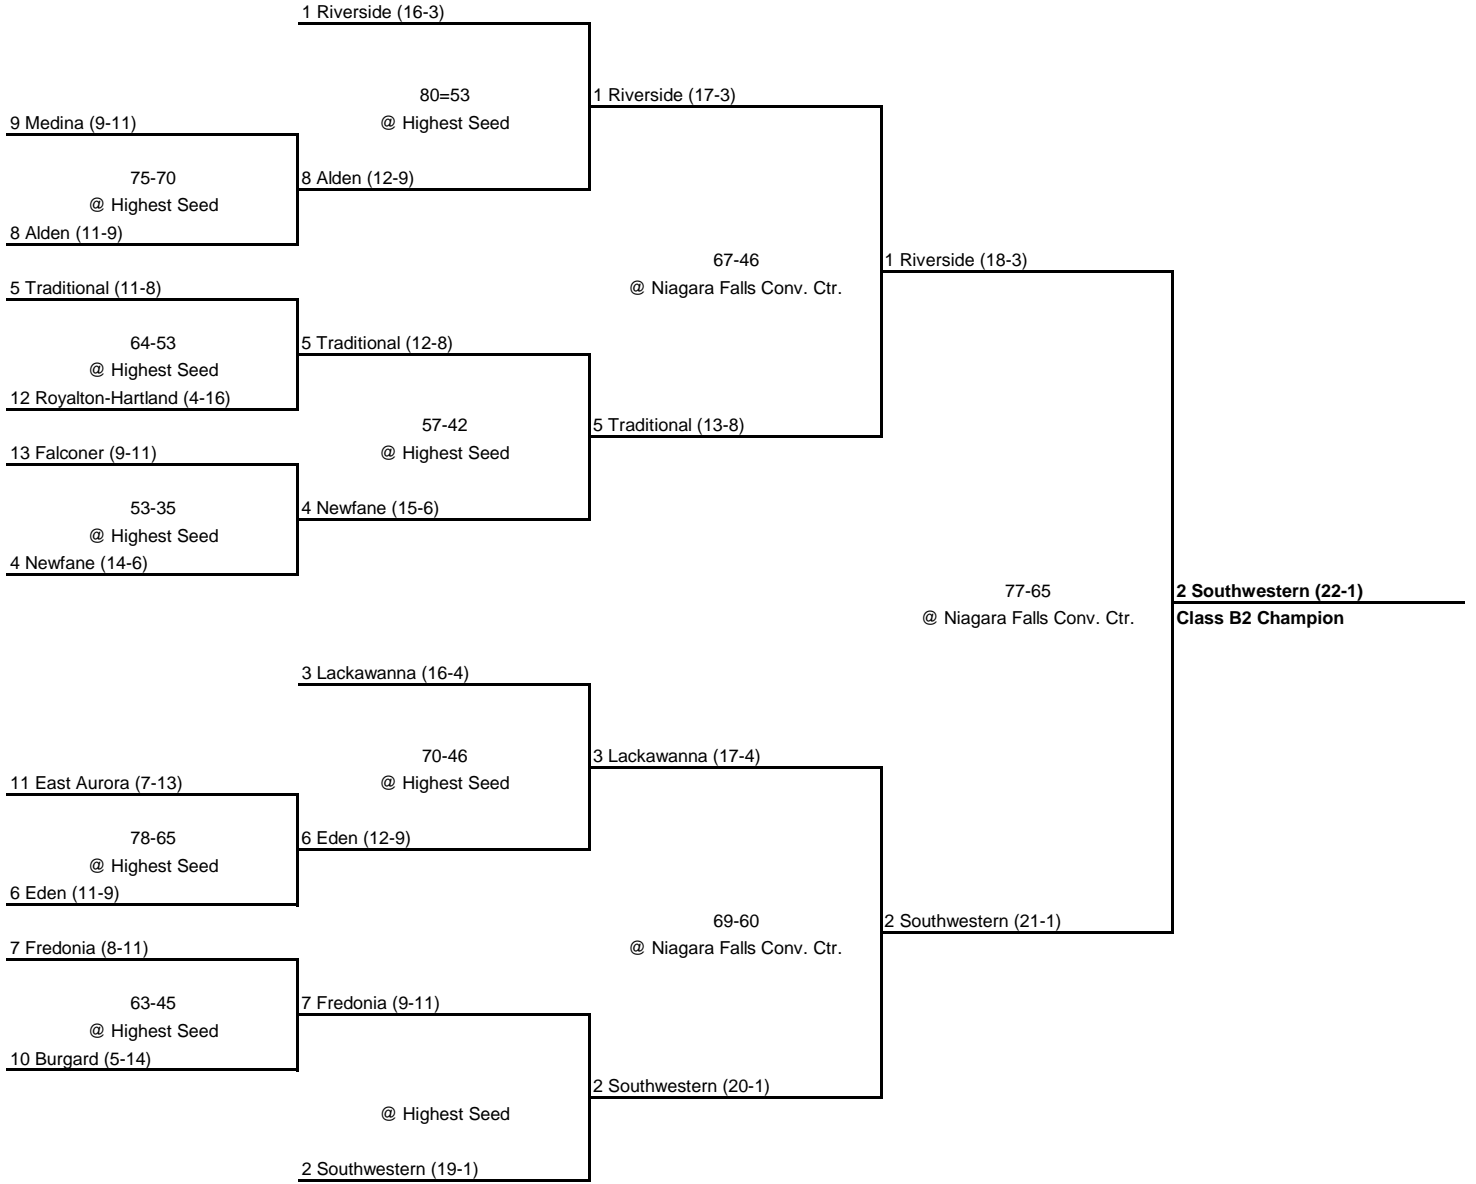 1 Riverside (16-3)
80=53
1 Riverside (17-3)
9 Medina (9-11)
@ Highest Seed
75-70
8 Alden (12-9)
@ Highest Seed
8 Alden (11-9)
67-46
1 Riverside (18-3)
5 Traditional (11-8)
@ Niagara Falls Conv. Ctr.
64-53
5 Traditional (12-8)
@ Highest Seed
12 Royalton-Hartland (4-16)
57-42
5 Traditional (13-8)
13 Falconer (9-11)
@ Highest Seed
53-35
4 Newfane (15-6)
@ Highest Seed
4 Newfane (14-6)
77-65
2 Southwestern (22-1)
@ Niagara Falls Conv. Ctr.
Class B2 Champion
3 Lackawanna (16-4)
70-46
3 Lackawanna (17-4)
11 East Aurora (7-13)
@ Highest Seed
78-65
6 Eden (12-9)
@ Highest Seed
6 Eden (11-9)
69-60
2 Southwestern (21-1)
7 Fredonia (8-11)
@ Niagara Falls Conv. Ctr.
63-45
7 Fredonia (9-11)
@ Highest Seed
10 Burgard (5-14)
2 Southwestern (20-1)
@ Highest Seed
2 Southwestern (19-1)